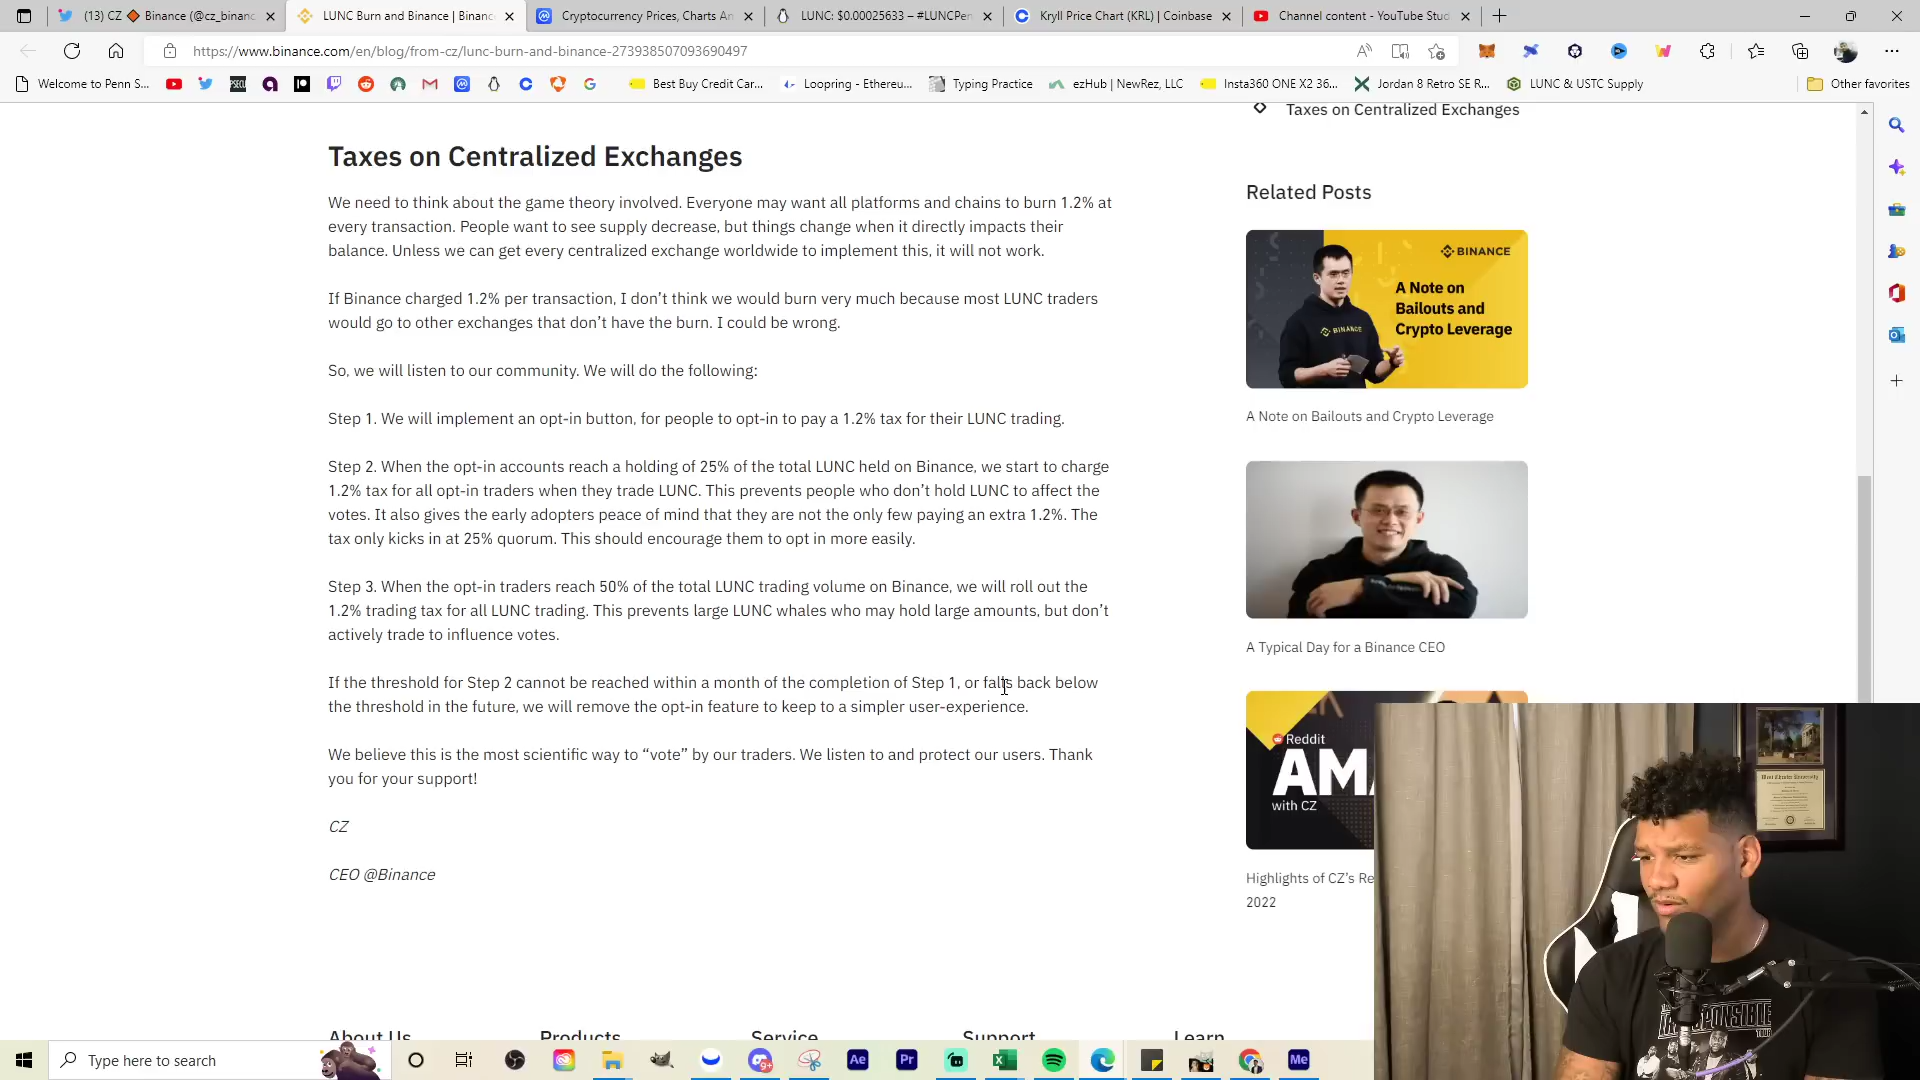 (13) CZ 🔶 Binance (@cz_binanc
LUNC Burn and Binance | Binanc
Cryptocurrency Prices, Charts An
LUNC: $0.00025633 – #LUNCPen
Kryll Price Chart (KRL) | Coinbase
Channel content - YouTube Stud
https://www.binance.com/en/blog/from-cz/lunc-burn-and-binance-273938507093690497
Welcome to Penn S...
Best Buy Credit Car...
Loopring - Ethereu...
Typing Practice
ezHub | NewRez, LLC
Insta360 ONE X2 36...
Jordan 8 Retro SE R...
LUNC & USTC Supply
Other favorites
Taxes on Centralized Exchanges
Taxes on Centralized Exchanges
We need to think about the game theory involved. Everyone may want all platforms and chains to burn 1.2% at
every transaction. People want to see supply decrease, but things change when it directly impacts their
balance. Unless we can get every centralized exchange worldwide to implement this, it will not work.
If Binance charged 1.2% per transaction, I don’t think we would burn very much because most LUNC traders
would go to other exchanges that don’t have the burn. I could be wrong.
So, we will listen to our community. We will do the following:
Step 1. We will implement an opt-in button, for people to opt-in to pay a 1.2% tax for their LUNC trading.
Step 2. When the opt-in accounts reach a holding of 25% of the total LUNC held on Binance, we start to charge
1.2% tax for all opt-in traders when they trade LUNC. This prevents people who don’t hold LUNC to affect the
votes. It also gives the early adopters peace of mind that they are not the only few paying an extra 1.2%. The
tax only kicks in at 25% quorum. This should encourage them to opt in more easily.
Step 3. When the opt-in traders reach 50% of the total LUNC trading volume on Binance, we will roll out the
1.2% trading tax for all LUNC trading. This prevents large LUNC whales who may hold large amounts, but don’t
actively trade to influence votes.
If the threshold for Step 2 cannot be reached within a month of the completion of Step 1, or falls back below
the threshold in the future, we will remove the opt-in feature to keep to a simpler user-experience.
We believe this is the most scientific way to “vote” by our traders. We listen to and protect our users. Thank
you for your support!
CZ
CEO @Binance
Related Posts
BINANCE
A Note on
Bailouts and
Crypto Leverage
BINANCE
A Note on Bailouts and Crypto Leverage
A Typical Day for a Binance CEO
Reddit
AMA
with CZ
Highlights of CZ’s Re
2022
About Us
Products
Service
Support
Learn
Type here to search
9+
Ae
Pr
Me